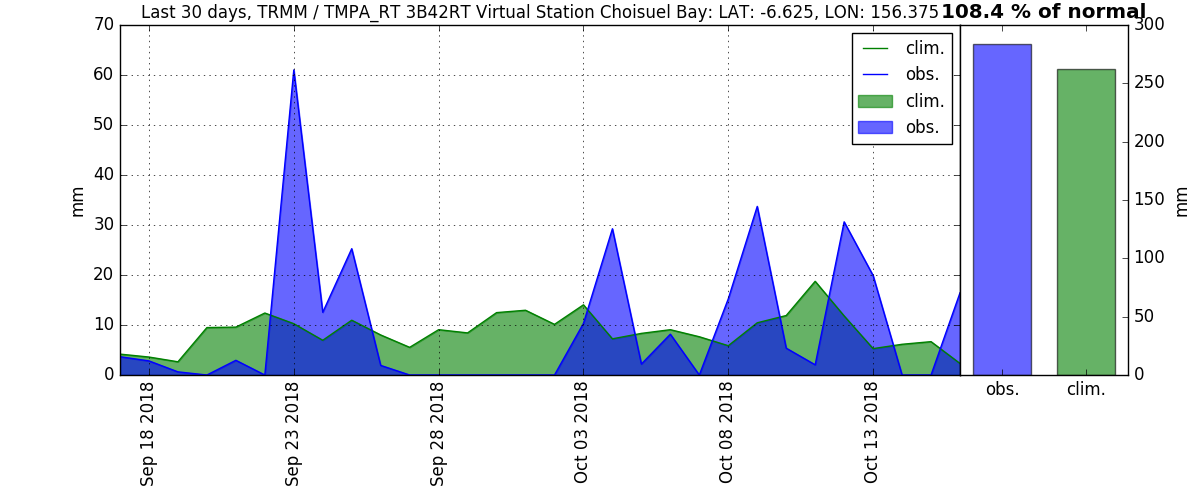 Last 30 days, TRMM / TMPA_RT 3B42RT Virtual Station Choisuel Bay: LAT: -6.625, LON: 156.375
108.4 % of normal
70
60
50
40
30
20
10
0
mm
clim.
obs.
clim.
obs.
Sep 18 2018
Sep 23 2018
Sep 28 2018
Oct 03 2018
Oct 08 2018
Oct 13 2018
300
250
200
150
100
50
0
mm
obs.
clim.